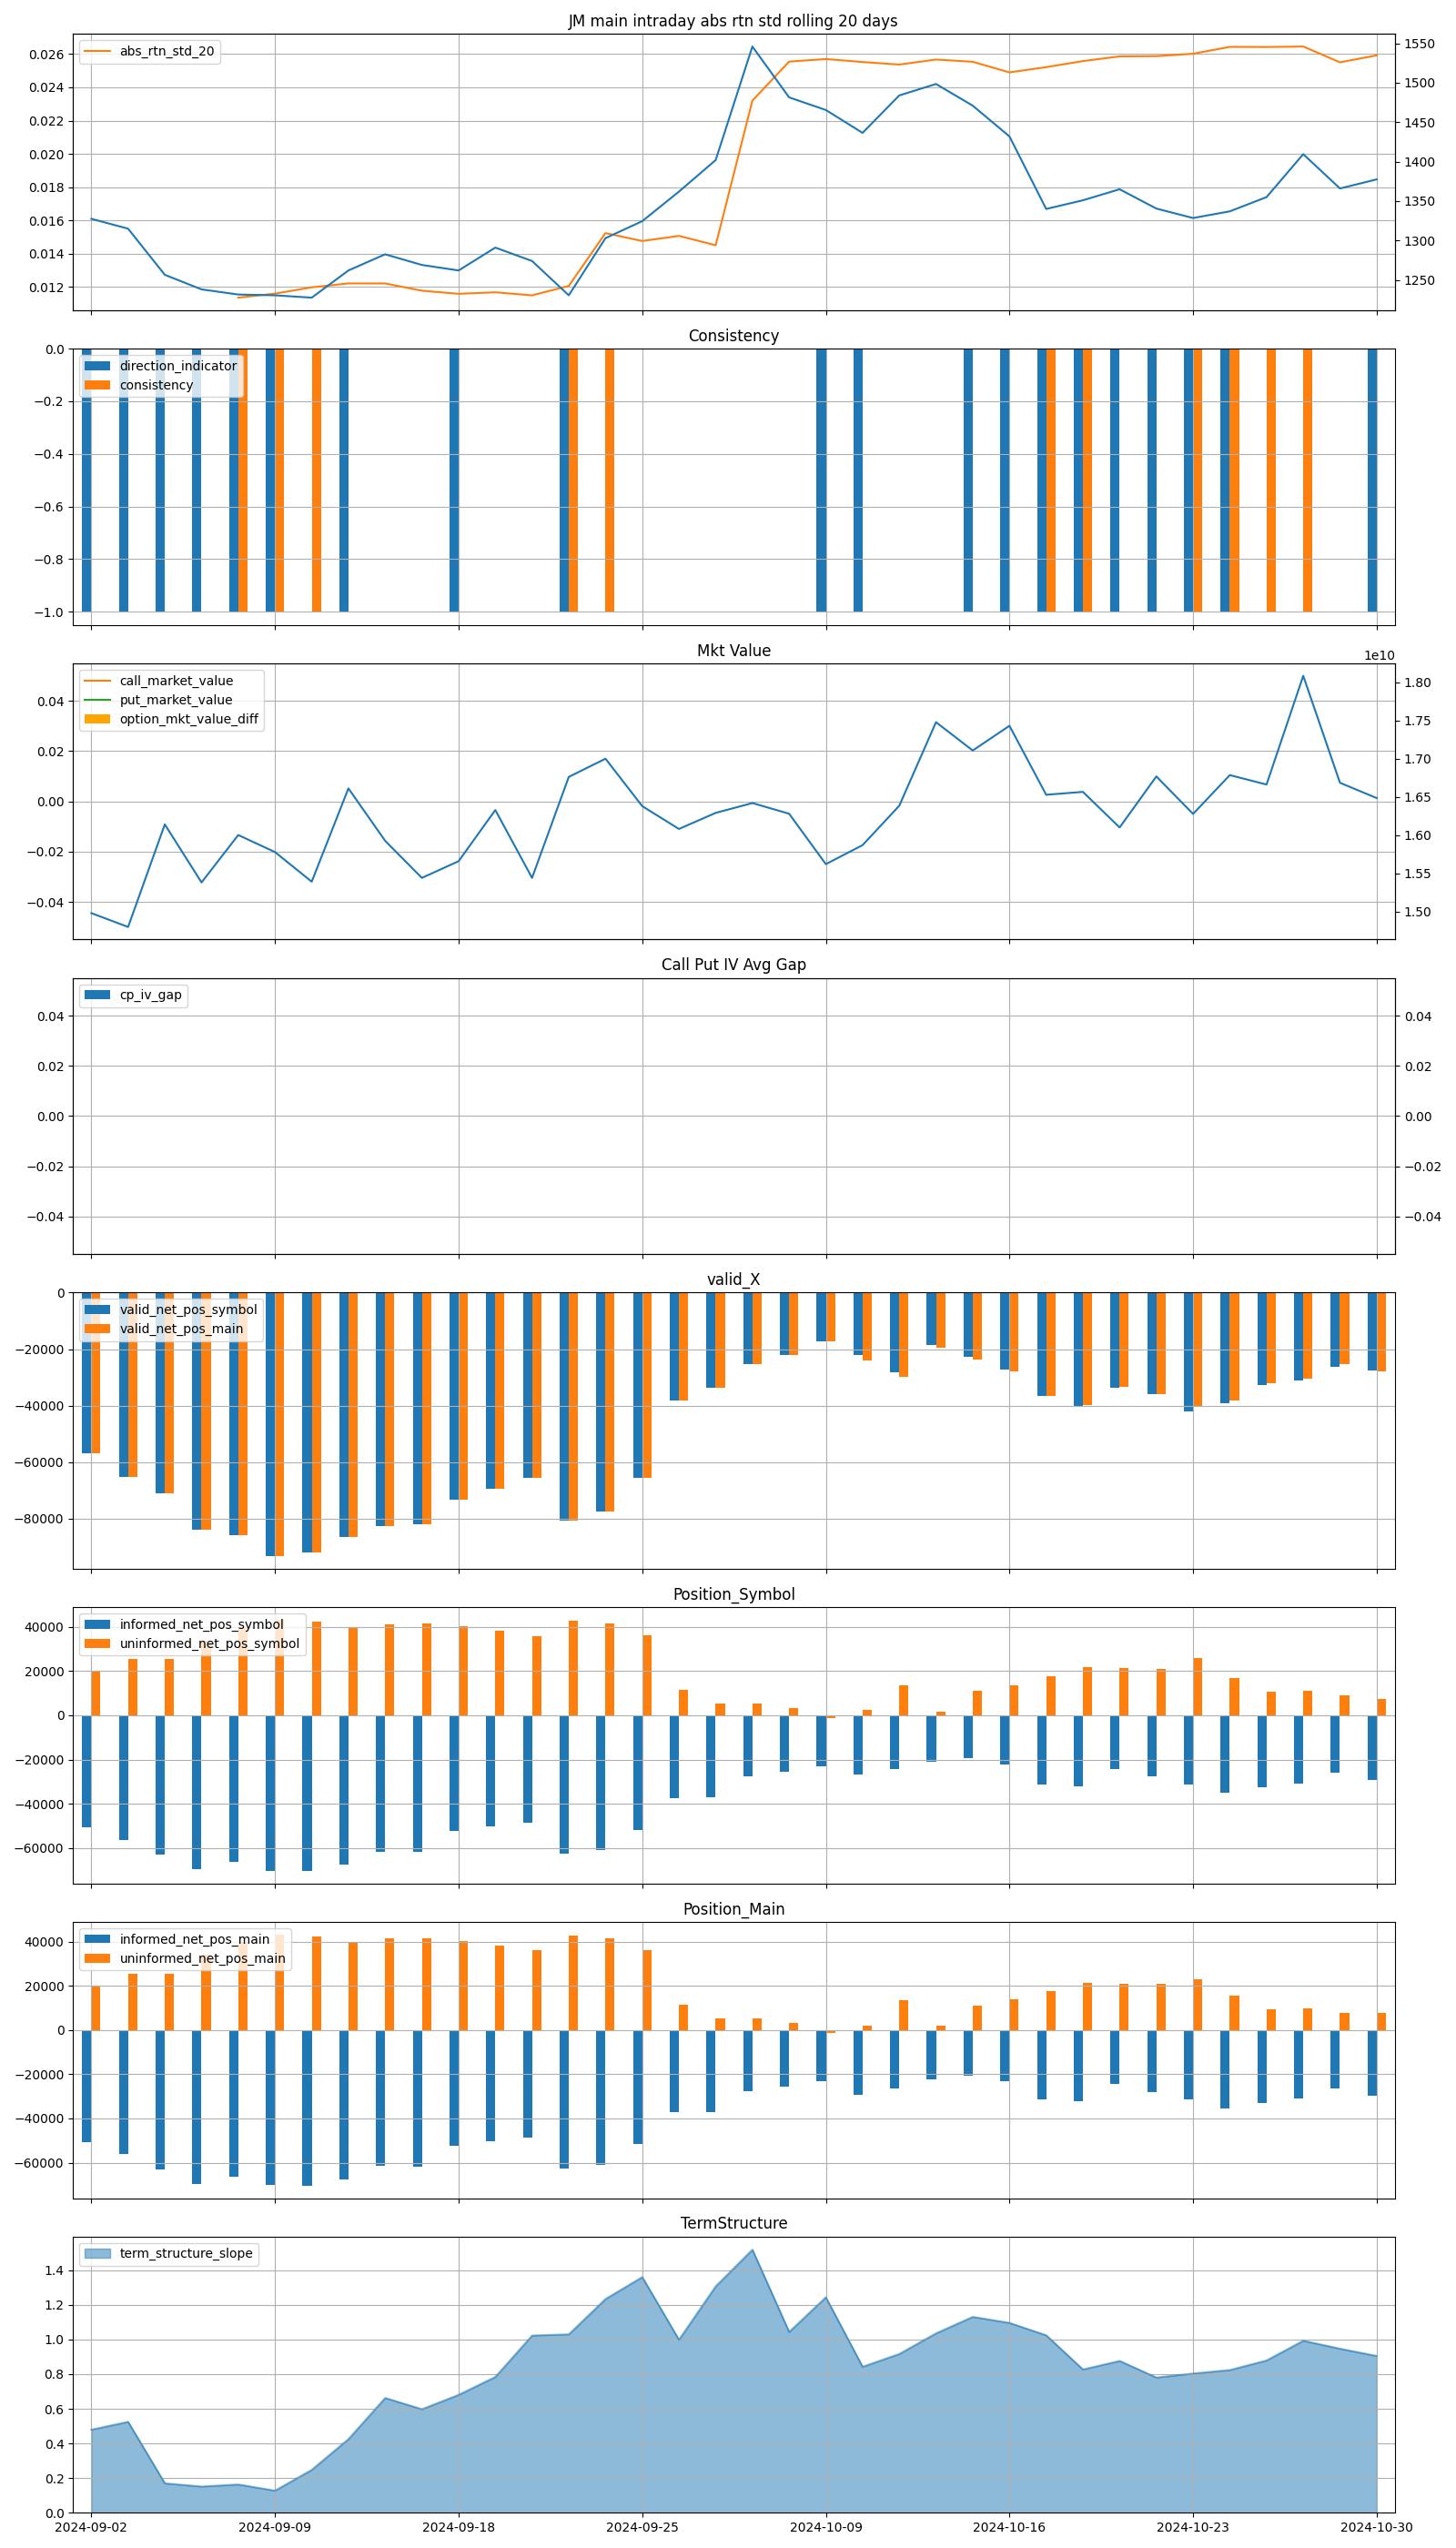 JM main intraday abs rtn std rolling 20 days
abs_rtn_std_20
0.026
0.024
0.022
0.020
0.018
0.016
0.014
0.012
1550
1500
1450
1400
1350
1300
1250
Consistency
direction_indicator
consistency
0.0
−0.2
−0.4
−0.6
−0.8
−1.0
Mkt Value
1e10
call_market_value
put_market_value
option_mkt_value_diff
0.04
0.02
0.00
−0.02
−0.04
1.80
1.75
1.70
1.65
1.60
1.55
1.50
Call Put IV Avg Gap
cp_iv_gap
0.04
0.02
0.00
−0.02
−0.04
0.04
0.02
0.00
−0.02
−0.04
valid_X
valid_net_pos_symbol
valid_net_pos_main
0
−20000
−40000
−60000
−80000
Position_Symbol
informed_net_pos_symbol
uninformed_net_pos_symbol
40000
20000
0
−20000
−40000
−60000
Position_Main
informed_net_pos_main
uninformed_net_pos_main
40000
20000
0
−20000
−40000
−60000
TermStructure
term_structure_slope
1.4
1.2
1.0
0.8
0.6
0.4
0.2
0.0
2024-09-02 2024-09-09 2024-09-18 2024-09-25 2024-10-09 2024-10-16 2024-10-23 2024-10-30